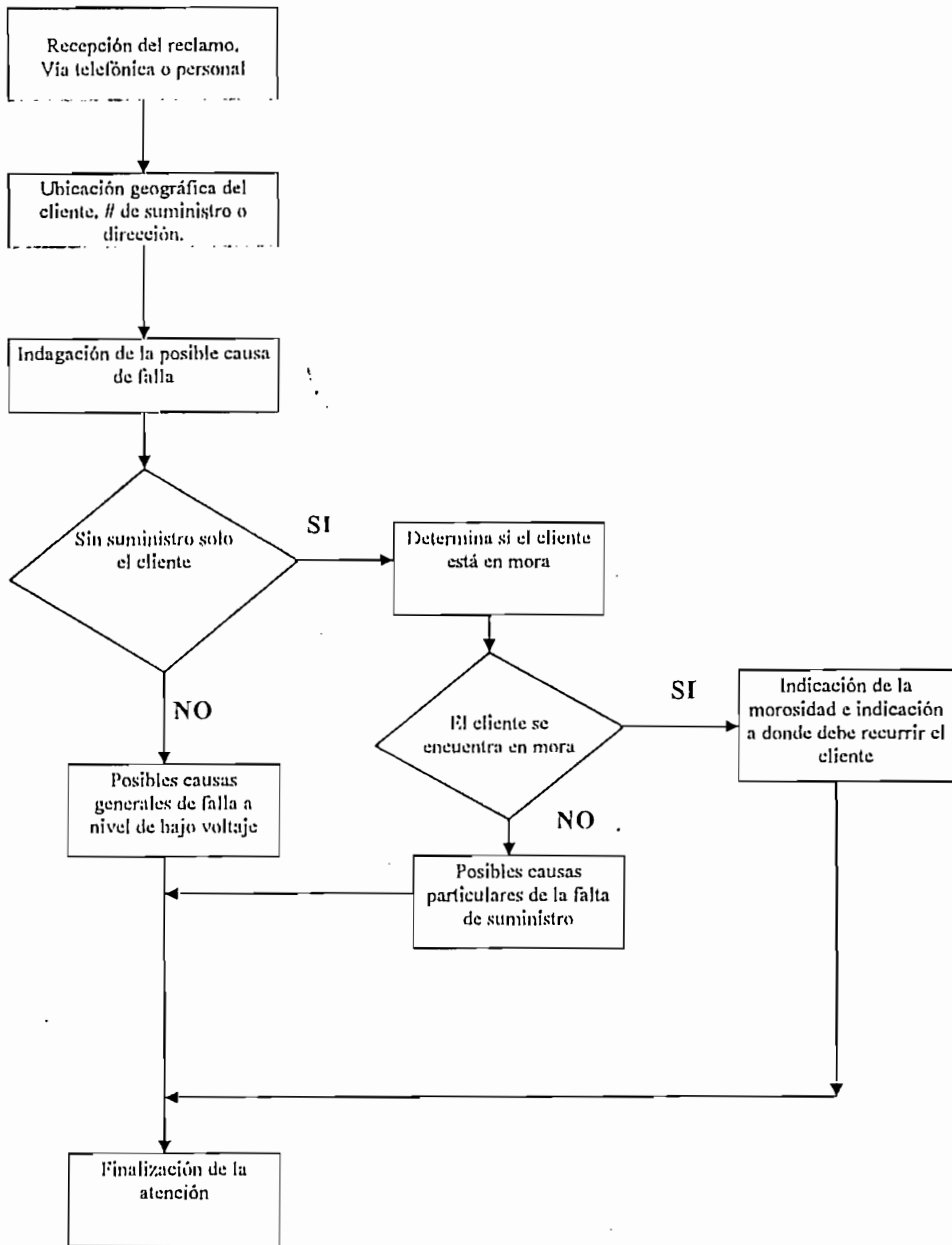 Recepción del reclamo.
Vía telefónica o personal
Ubicación geográfica del
cliente. # de suministro o
dirección.
Indagación de la posible causa
de falla
Sin suministro solo
el cliente
SI
Determina si el cliente
está en mora
NO
El cliente se
encuentra en mora
SI
Indicación de la
morosidad e indicación
a donde debe recurrir el
cliente
Posibles causas
generales de falla a
nivel de bajo voltaje
NO
Posibles causas
particulares de la falta
de suministro
Finalización de la
atención